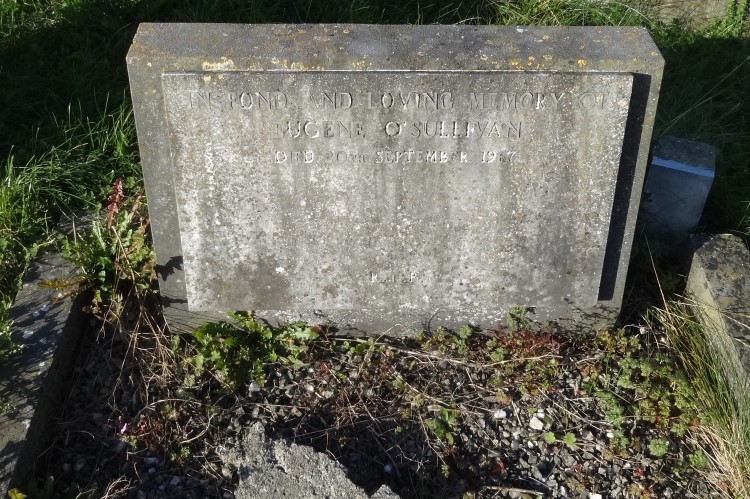 IN FOND AND LOVING MEMORY OF
EUGENE O'SULLIVAN
DIED 20TH SEPTEMBER 1967
R.I.P.